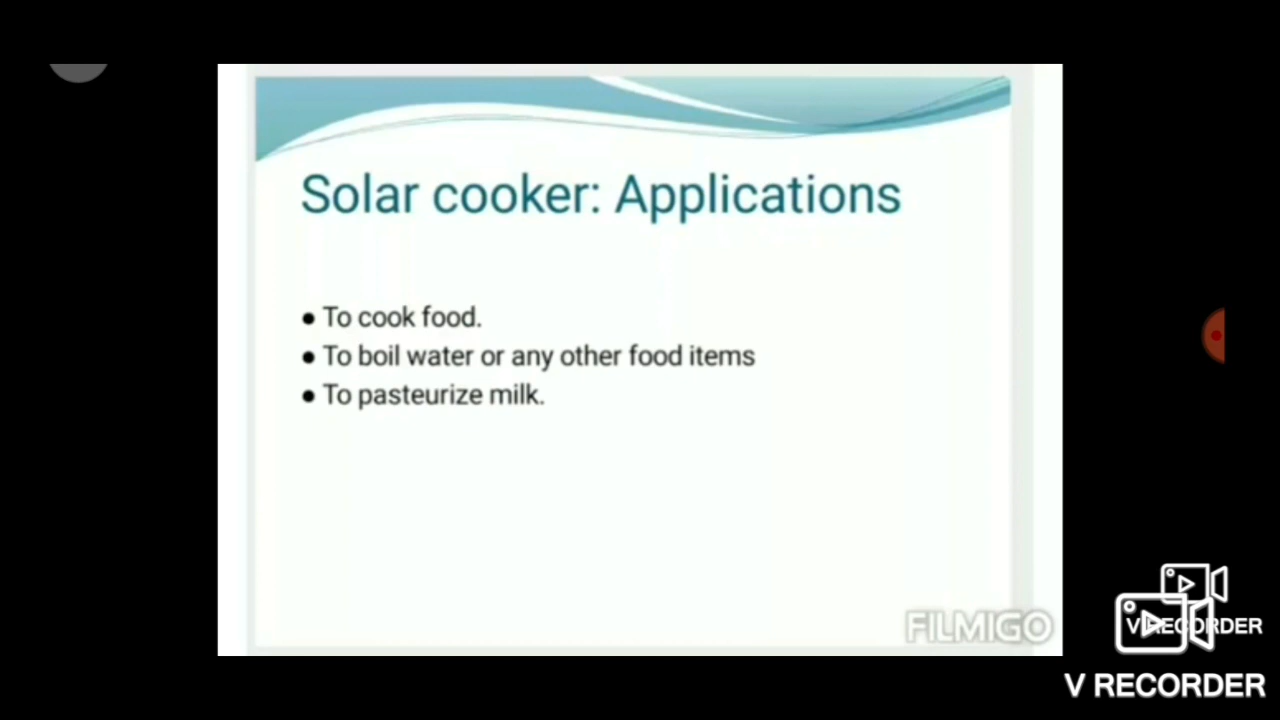 Solar cooker: Applications
● To cook food.
● To boil water or any other food items
● To pasteurize milk.
FILMIGO
V RECORDER
V RECORDER